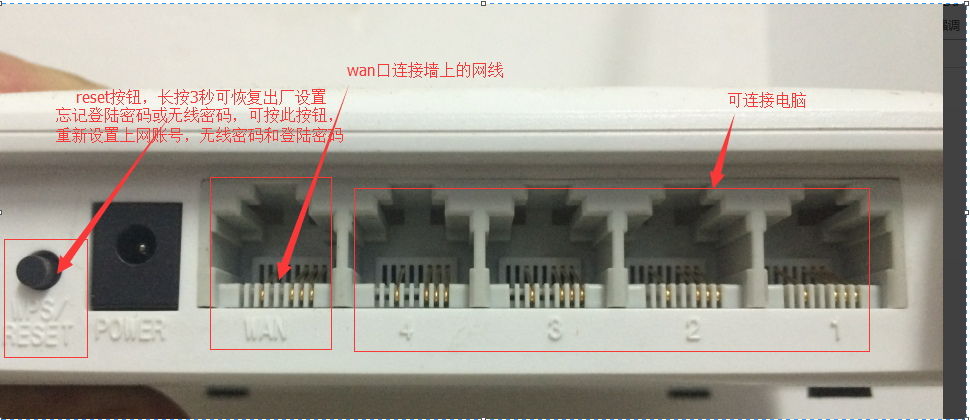 wan口连接墙上的网线
reset按钮，长按3秒可恢复出厂设置
忘记登陆密码或无线密码，可按此按钮，
重新设置上网账号，无线密码和登陆密码
可连接电脑
WPS/
RESET
POWER
WAN
4
3
2
1